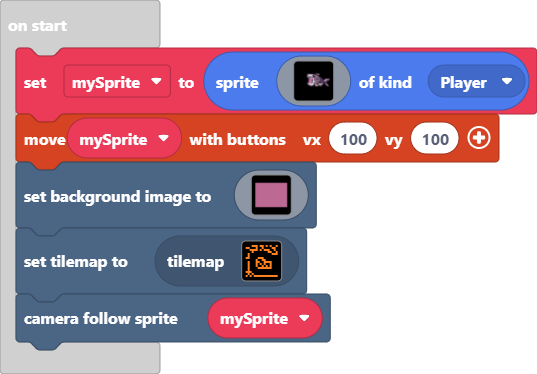 on start
set mySprite to sprite of kind Player
move mySprite with buttons vx 100 vy 100
set background image to
set tilemap to tilemap
camera follow sprite mySprite